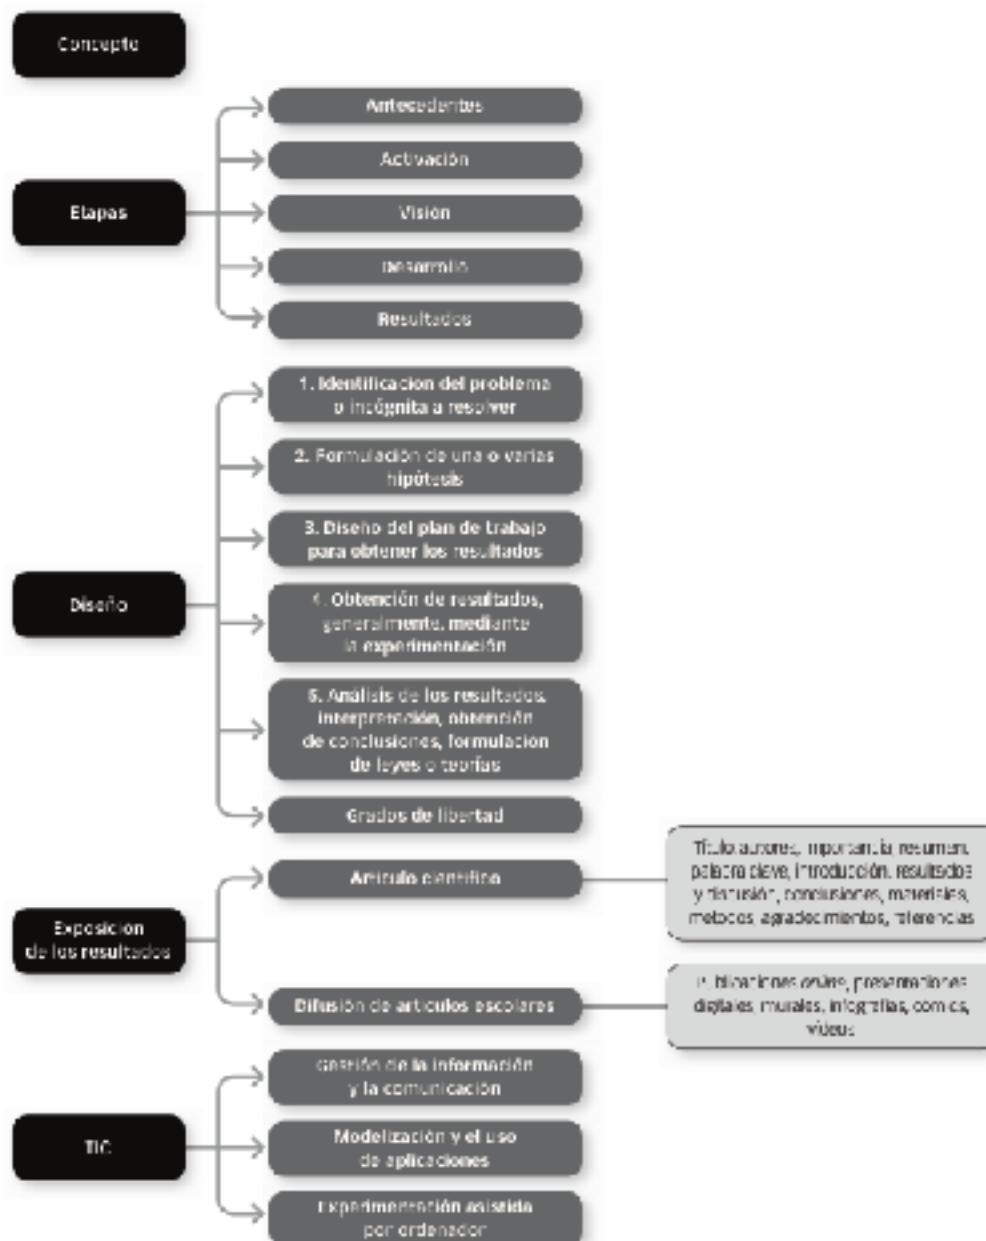 Concepto
Etapas
Antecedentes
Activación
Visión
Desarrollo
Resultados
Diseño
1. Identificacion del problema
o incógnita a resolver
2. Formulación de una o varias
hipótesis
3. Diseño del plan de trabajo
para obtener los resultados
4. Obtención de resultados,
generalmente, mediante
la experimentación
5. Análisis de los resultados,
interpretación, obtención
de conclusiones, formulación
de leyes o teorías
Grados de libertad
Exposición
de los resultados
Artículo científico
Título, autores, importancia, resumen,
palabra clave, introducción, resultados
y discusión, conclusiones, materiales,
métodos, agradecimientos, referencias
Difusión de artículos escolares
Publicaciones online, presentaciones
digitales, murales, infografías, comics,
vídeos
TIC
Gestión de la información
y la comunicación
Modelización y el uso
de aplicaciones
Experimentación asistida
por ordenador